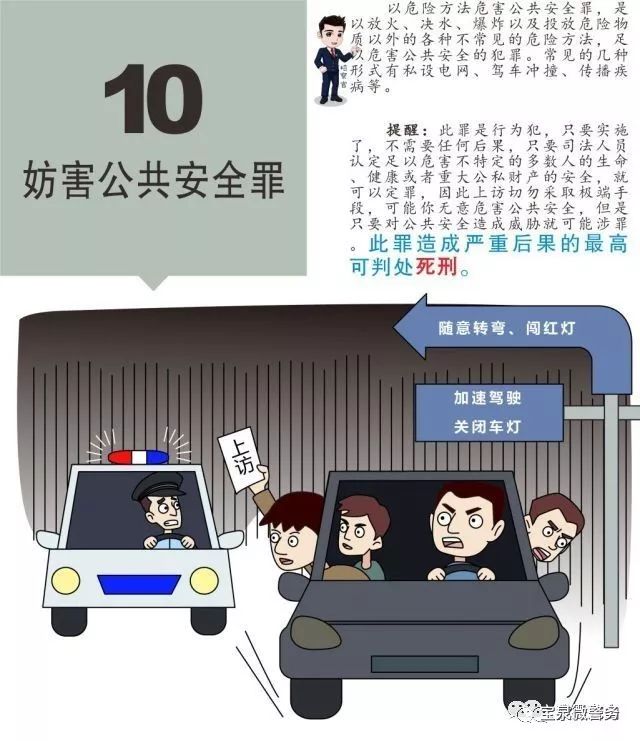 10
妨害公共安全罪
以危险方法危害公共安全罪，是
以放火、决水、爆炸以及投放危险物
质以外的各种不常见的危险方法，足
以危害公共安全的犯罪。常见的几种
形式有私设电网、驾车冲撞、传播疾
病等。
提醒：此罪是行为犯，只要实施
了，不需要任何后果，只要司法人员
认定足以危害不特定的多数人的生命
、健康或者重大公私财产的安全，就
可以定罪，因此上访切勿采取极端手
段，可能你无意危害公共安全，但是
只要对公共安全造成威胁就可能涉罪
。此罪造成严重后果的最高
可判处死刑。
随意转弯、闯红灯
加速驾驶
关闭车灯
上访
宝泉微警务